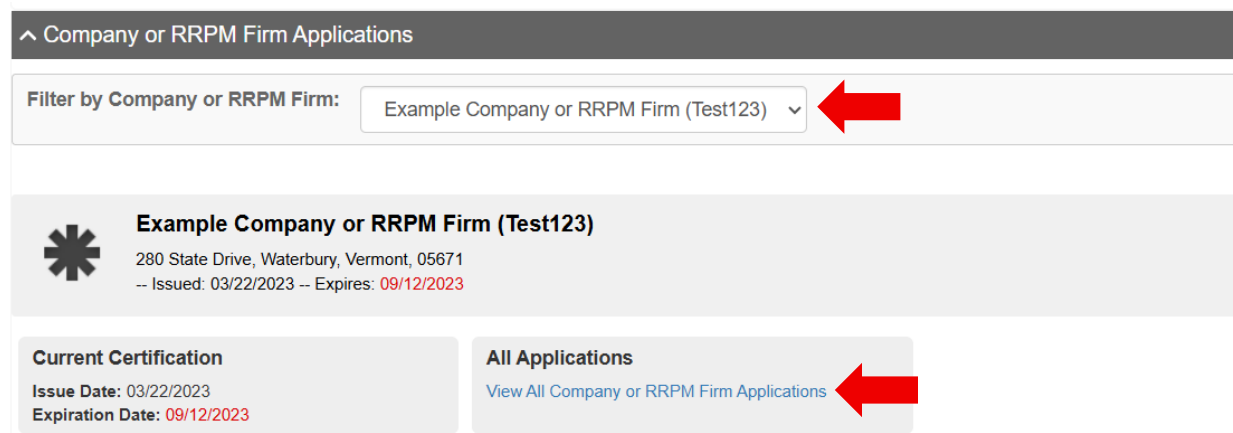 Company or RRPM Firm Applications
Filter by Company or RRPM Firm:
Example Company or RRPM Firm (Test123)
Example Company or RRPM Firm (Test123)
280 State Drive, Waterbury, Vermont, 05671
-- Issued: 03/22/2023 -- Expires: 09/12/2023
Current Certification
Issue Date: 03/22/2023
Expiration Date: 09/12/2023
All Applications
View All Company or RRPM Firm Applications